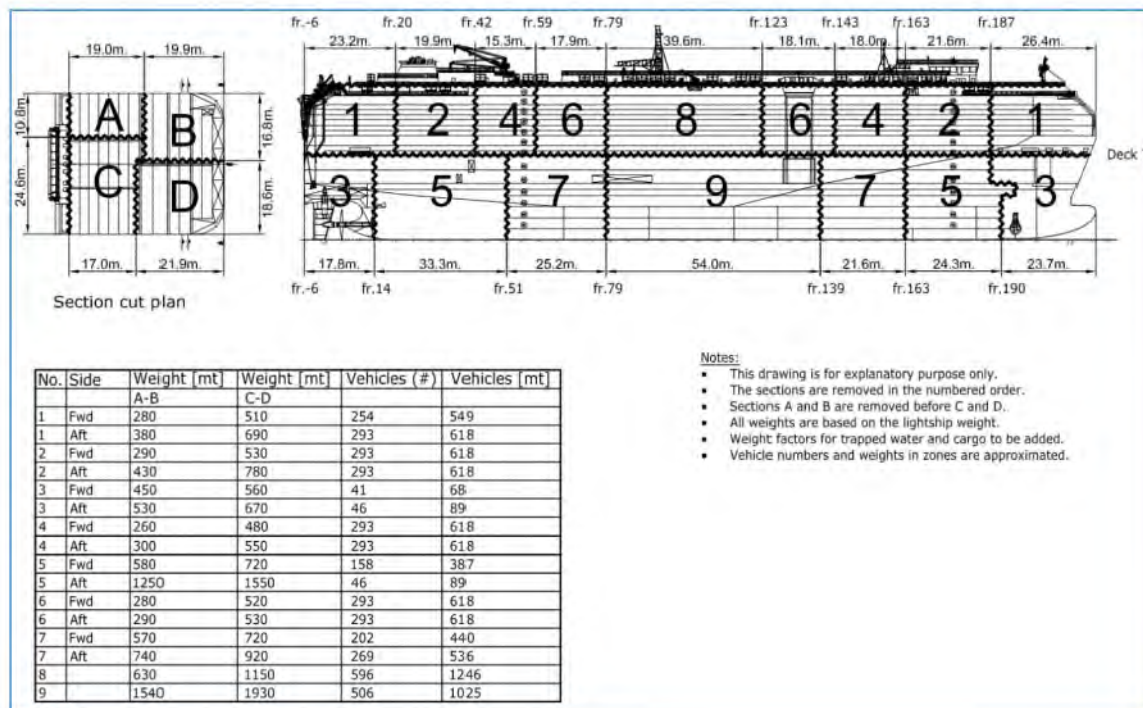 fr.-6 fr.20 fr.42 fr.59 fr.79 fr.123 fr.143 fr.163 fr.187
19.0m. 19.9m. 23.2m. 19.9m. 15.3m. 17.9m. 39.6m. 18.1m. 18.0m. 21.6m. 26.4m.
10.8m. A B 16.8m. 1 2 4 6 8 6 4 2 1
Deck
24.6m. C D 18.6m. 3 5 7 9 7 5 3
17.0m. 21.9m. 17.8m. 33.3m. 25.2m. 54.0m. 21.6m. 24.3m. 23.7m.
fr.-6 fr.14 fr.51 fr.79 fr.139 fr.163 fr.190
Section cut plan
No. Side Weight [mt] Weight [mt] Vehicles (#) Vehicles [mt]
A-B C-D
1 Fwd 280 510 254 549
1 Aft 380 690 293 618
2 Fwd 290 530 293 618
2 Aft 430 780 293 618
3 Fwd 450 560 41 68
3 Aft 530 670 46 89
4 Fwd 260 480 293 618
4 Aft 300 550 293 618
5 Fwd 580 720 158 387
5 Aft 1250 1550 46 89
6 Fwd 280 520 293 618
6 Aft 290 530 293 618
7 Fwd 570 720 202 440
7 Aft 740 920 269 536
8 630 1150 596 1246
9 1540 1930 506 1025
Notes:
▪ This drawing is for explanatory purpose only.
▪ The sections are removed in the numbered order.
▪ Sections A and B are removed before C and D.
▪ All weights are based on the lightship weight.
▪ Weight factors for trapped water and cargo to be added.
▪ Vehicle numbers and weights in zones are approximated.